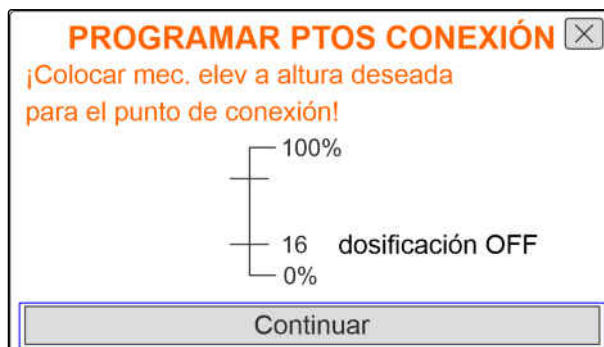 PROGRAMAR PTOS CONEXIÓN
¡Colocar mec. elev a altura deseada
para el punto de conexión!
100%
16 dosificación OFF
0%
Continuar